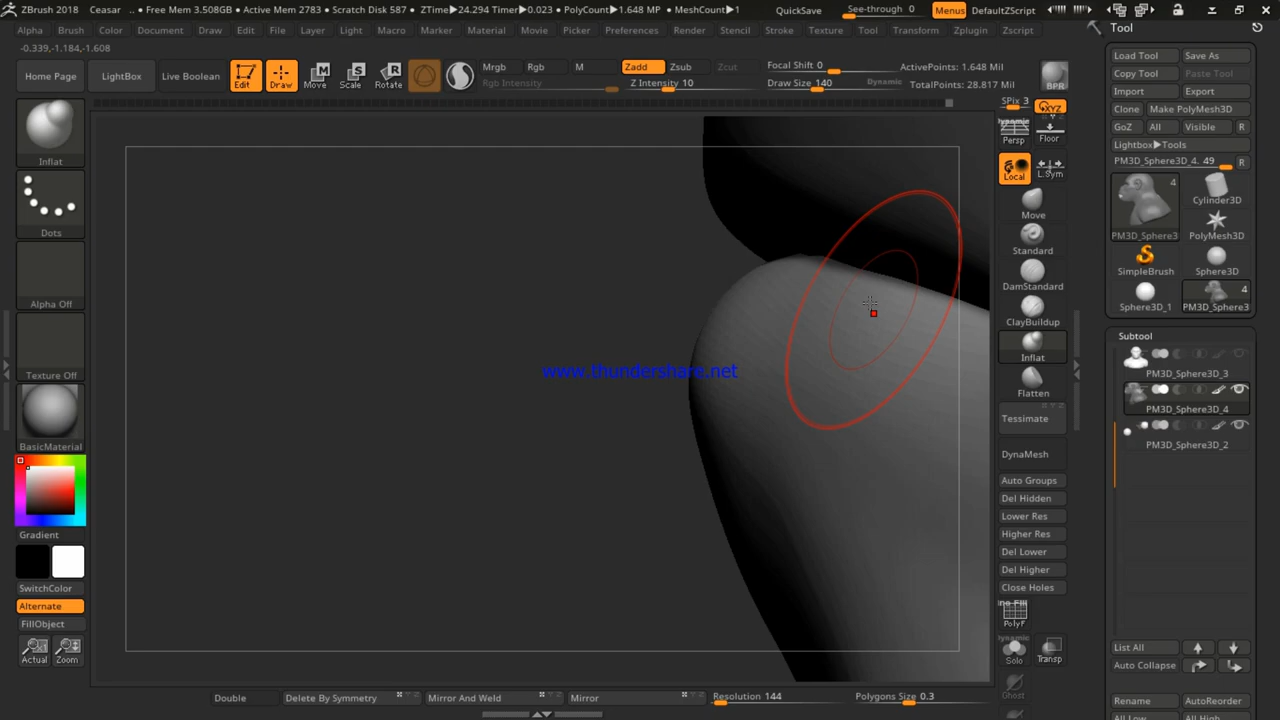 ZBrush 2018 Ceasar .. • Free Mem 3.508GB • Active Mem 2783 • Scratch Disk 587 • ZTime▶24.294 Timer▶0.023 • PolyCount▶1.648 MP • MeshCount▶1 QuickSave See-through 0 Menus DefaultZScript
Alpha Brush Color Document Draw Edit File Layer Light Macro Marker Material Movie Picker Preferences Render Stencil Stroke Texture Tool Transform Zplugin Zscript Tool
-0.339,-1.184,-1.608
Home Page LightBox Live Boolean Edit Draw Move Scale Rotate Mrgb Rgb M Zadd Zsub Zcut Focal Shift 0 ActivePoints: 1.648 Mil
Rgb Intensity Z Intensity 10 Draw Size 140 Dynamic TotalPoints: 28.817 Mil
BPR
SPix 3
XYZ
Load Tool Save As
Copy Tool Paste Tool
Import Export
Clone Make PolyMesh3D
GoZ All Visible R
Lightbox▶Tools
PM3D_Sphere3D_4. 49 R
4
PM3D_Sphere3
Cylinder3D
PolyMesh3D
SimpleBrush Sphere3D
4
Sphere3D_1 PM3D_Sphere3
Inflat
Dots
Alpha Off
Texture Off
BasicMaterial
Gradient
SwitchColor
Alternate
FillObject
Actual Zoom
www.thundershare.net
Dynamic
Persp Floor
Local L.Sym
Move
Standard
DamStandard
ClayBuildup
Inflat
Flatten
Tessimate
DynaMesh
Auto Groups
Del Hidden
Lower Res
Higher Res
Del Lower
Del Higher
Close Holes
PolyF
Dynamic
Solo Transp
Ghost
Subtool
PM3D_Sphere3D_3
PM3D_Sphere3D_4
PM3D_Sphere3D_2
List All
Auto Collapse
Rename AutoReorder
All Low All High
Double Delete By Symmetry Mirror And Weld Mirror Resolution 144 Polygons Size 0.3